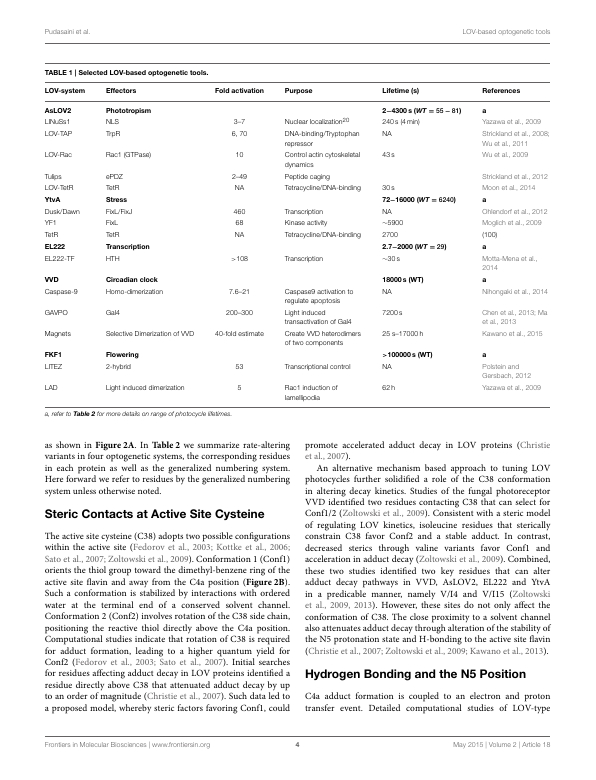 Pudasaini et al.
LOV-based optogenetic tools
TABLE 1 | Selected LOV-based optogenetic tools.
LOV-system Effectors Fold activation Purpose Lifetime (s) References
AsLOV2 Phototropism 2–4300 s (WT = 55 – 81) a
LINuSs1 NLS 3–7 Nuclear localization20 240 s (4 min) Yazawa et al., 2009
LOV-TAP TrpR 6, 70 DNA-binding/Tryptophan NA Strickland et al., 2008;
repressor Wu et al., 2011
LOV-Rac Rac1 (GTPase) 10 Control actin cytoskeletal 43 s Wu et al., 2009
dynamics
Tulips ePDZ 2–49 Peptide caging Strickland et al., 2012
LOV-TetR TetR NA Tetracycline/DNA-binding 30 s Moon et al., 2014
YtvA Stress 72–16000 (WT = 6240) a
Dusk/Dawn FixL/FixJ 460 Transcription NA Ohlendorf et al., 2012
YF1 FixL 68 Kinase activity ~5900 Moglich et al., 2009
TetR TetR NA Tetracycline/DNA-binding 2700 (100)
EL222 Transcription 2.7–2000 (WT = 29) a
EL222-TF HTH >108 Transcription ~30 s Motta-Mena et al.,
2014
VVD Circadian clock 18000 s (WT) a
Caspase-9 Homo-dimerization 7.6–21 Caspase9 activation to NA Nihongaki et al., 2014
regulate apoptosis
GAVPO Gal4 200–300 Light induced 7200 s Chen et al., 2013; Ma
transactivation of Gal4 et al., 2013
Magnets Selective Dimerization of VVD 40-fold estimate Create VVD heterodimers 25 s–17000 h Kawano et al., 2015
of two components
FKF1 Flowering >100000 s (WT) a
LITEZ 2-hybrid 53 Transcriptional control NA Polstein and
Gersbach, 2012
LAD Light induced dimerization 5 Rac1 induction of 62 h Yazawa et al., 2009
lamellipodia
a, refer to Table 2 for more details on range of photocycle lifetimes.
as shown in Figure 2A. In Table 2 we summarize rate-altering
variants in four optogenetic systems, the corresponding residues
in each protein as well as the generalized numbering system.
Here forward we refer to residues by the generalized numbering
system unless otherwise noted.
Steric Contacts at Active Site Cysteine
The active site cysteine (C38) adopts two possible configurations
within the active site (Fedorov et al., 2003; Kottke et al., 2006;
Sato et al., 2007; Zoltowski et al., 2009). Conformation 1 (Conf1)
orients the thiol group toward the dimethyl-benzene ring of the
active site flavin and away from the C4a position (Figure 2B).
Such a conformation is stabilized by interactions with ordered
water at the terminal end of a conserved solvent channel.
Conformation 2 (Conf2) involves rotation of the C38 side chain,
positioning the reactive thiol directly above the C4a position.
Computational studies indicate that rotation of C38 is required
for adduct formation, leading to a higher quantum yield for
Conf2 (Fedorov et al., 2003; Sato et al., 2007). Initial searches
for residues affecting adduct decay in LOV proteins identified a
residue directly above C38 that attenuated adduct decay by up
to an order of magnitude (Christie et al., 2007). Such data led to
a proposed model, whereby steric factors favoring Conf1, could
promote accelerated adduct decay in LOV proteins (Christie
et al., 2007).
An alternative mechanism based approach to tuning LOV
photocycles further solidified a role of the C38 conformation
in altering decay kinetics. Studies of the fungal photoreceptor
VVD identified two residues contacting C38 that can select for
Conf1/2 (Zoltowski et al., 2009). Consistent with a steric model
of regulating LOV kinetics, isoleucine residues that sterically
constrain C38 favor Conf2 and a stable adduct. In contrast,
decreased sterics through valine variants favor Conf1 and
acceleration in adduct decay (Zoltowski et al., 2009). Combined,
these two studies identified two key residues that can alter
adduct decay pathways in VVD, AsLOV2, EL222 and YtvA
in a predicable manner, namely V/I4 and V/I15 (Zoltowski
et al., 2009, 2013). However, these sites do not only affect the
conformation of C38. The close proximity to a solvent channel
also attenuates adduct decay through alteration of the stability of
the N5 protonation state and H-bonding to the active site flavin
(Christie et al., 2007; Zoltowski et al., 2009; Kawano et al., 2013).
Hydrogen Bonding and the N5 Position
C4a adduct formation is coupled to an electron and proton
transfer event. Detailed computational studies of LOV-type
Frontiers in Molecular Biosciences | www.frontiersin.org
4
May 2015 | Volume 2 | Article 18